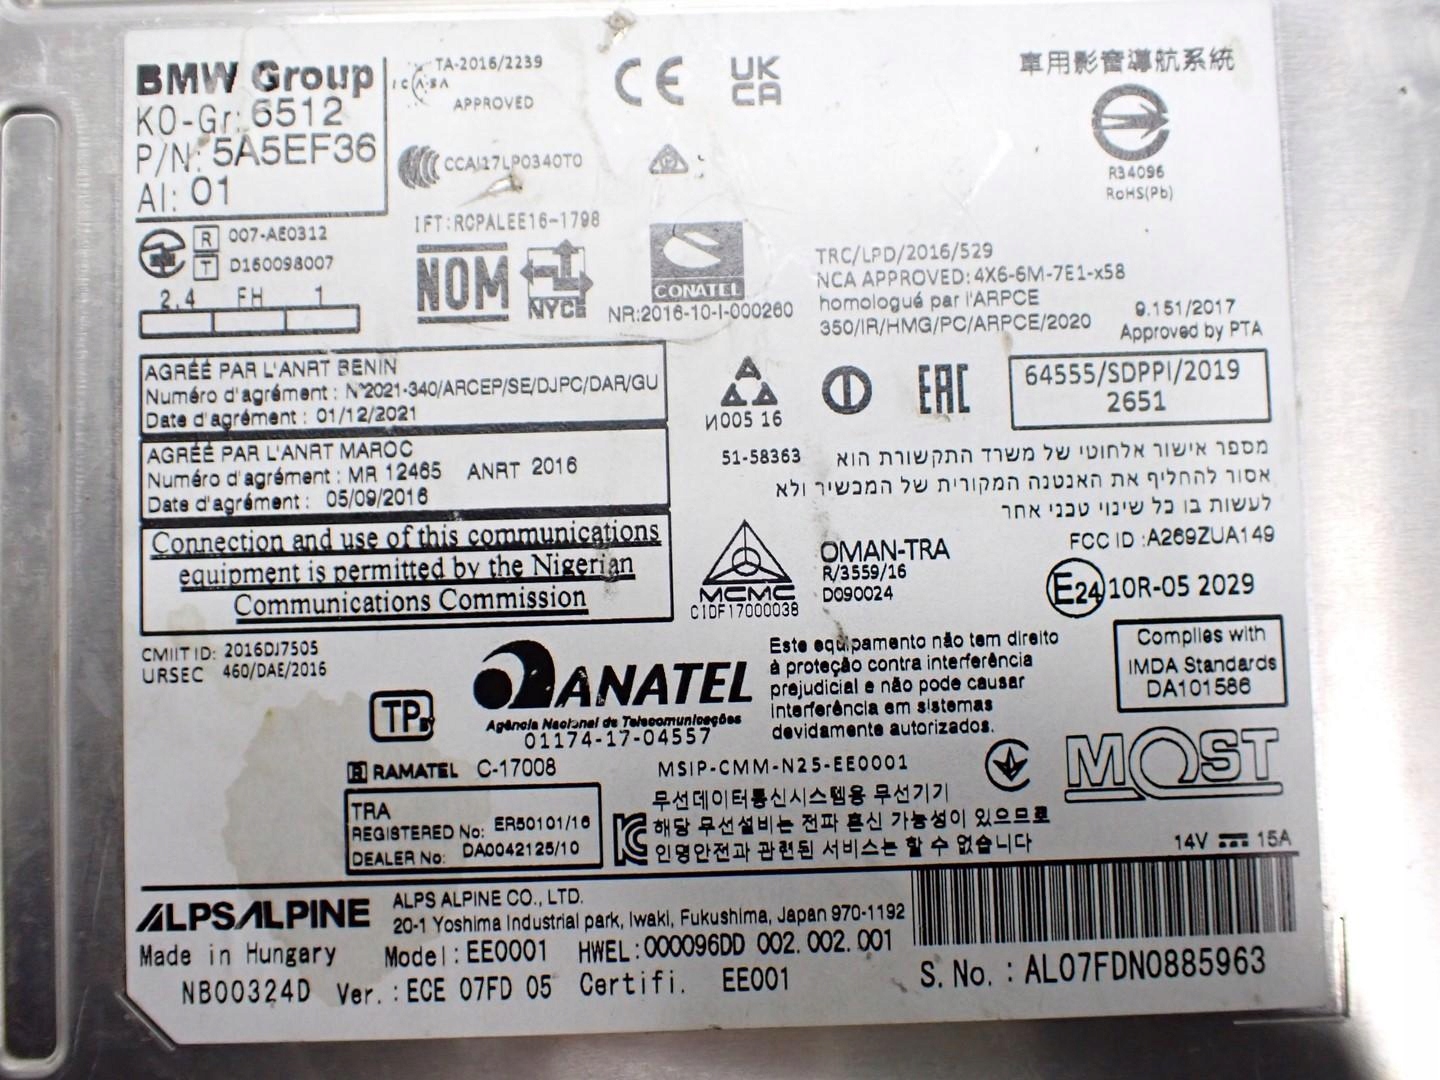 BMW Group
KO-Gr: 6512
P/N: 5A5EF36
AI: 01
ICASA
TA-2016/2239
APPROVED
CE
UK
CA
車用影音導航系統
CCAI17LP0340T0
R34096
RoHS(Pb)
R 007-AE0312
T D160098007
2.4 FH 1
IFT:RCPALEE16-1798
NOM
NYCE
CONATEL
NR:2016-10-I-000260
TRC/LPD/2016/529
NCA APPROVED: 4X6-6M-7E1-x58
homologué par l'ARPCE
350/IR/HMG/PC/ARPCE/2020
9.151/2017
Approved by PTA
AGRÉÉ PAR L'ANRT BENIN
Numéro d'agrément : N°2021-340/ARCEP/SE/DJPC/DAR/GU
Date d'agrément : 01/12/2021
И005 16
EAC
64555/SDPPI/2019
2651
AGRÉÉ PAR L'ANRT MAROC
Numéro d'agrément : MR 12465 ANRT 2016
Date d'agrément : 05/09/2016
51-58363 מספר אישור אלחוטי של משרד התקשורת הוא
אסור להחליף את האנטנה המקורית של המכשיר ולא
לעשות בו כל שינוי טכני אחר
Connection and use of this communications
equipment is permitted by the Nigerian
Communications Commission
MCMC
CIDF17000038
OMAN-TRA
R/3559/16
D090024
FCC ID :A269ZUA149
E24 10R-05 2029
CMIIT ID: 2016DJ7505
URSEC 460/DAE/2016
TP
ANATEL
Agência Nacional de Telecomunicações
01174-17-04557
Este equipamento não tem direito
à proteção contra interferência
prejudicial e não pode causar
interferência em sistemas
devidamente autorizados.
Complies with
IMDA Standards
DA101586
R RAMATEL C-17008
MSIP-CMM-N25-EE0001
MOST
TRA
REGISTERED No: ER50101/16
DEALER No: DA0042125/10
무선데이터통신시스템용 무선기기
해당 무선설비는 전파 혼신 가능성이 있으므로
인명안전과 관련된 서비스는 할 수 없습니다
14V 15A
ALPSALPINE
ALPS ALPINE CO., LTD.
20-1 Yoshima Industrial park, Iwaki, Fukushima, Japan 970-1192
Made in Hungary Model: EE0001 HWEL: 000096DD 002. 002. 001
NB00324D Ver. : ECE 07FD 05 Certifi. EE001
S. No. : AL07FDN0885963